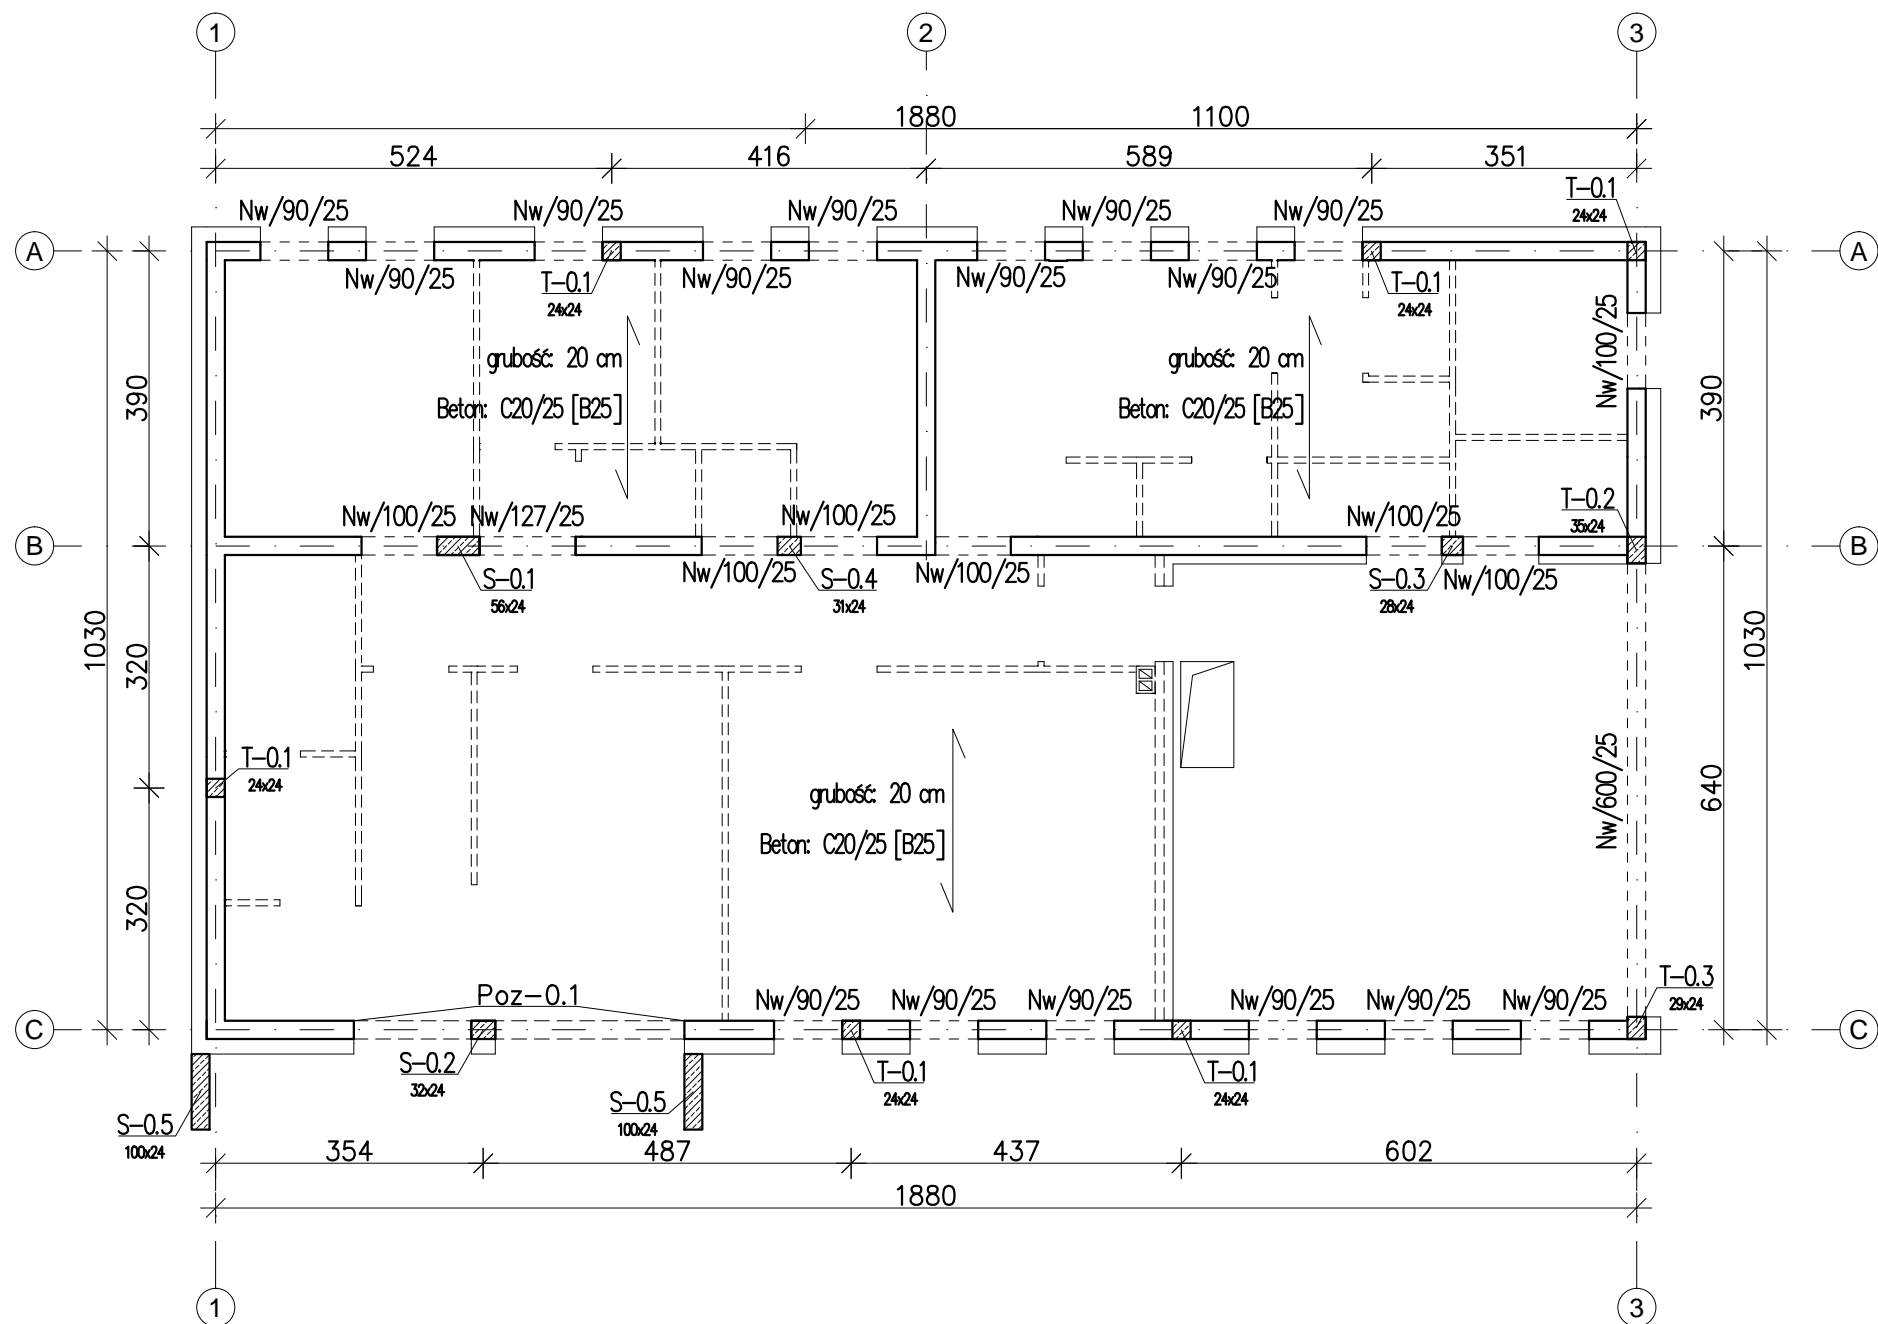 1
2
3
1880
1100
524
416
589
351
T-0.1
24x24
Nw/90/25
Nw/90/25
Nw/90/25
Nw/90/25
Nw/90/25
A
A
Nw/90/25
T-0.1
24x24
Nw/90/25
Nw/90/25
Nw/90/25
T-0.1
24x24
Nw/100/25
grubość: 20 cm
Beton: C20/25 [B25]
grubość: 20 cm
Beton: C20/25 [B25]
390
390
Nw/100/25
Nw/127/25
Nw/100/25
Nw/100/25
T-0.2
35x24
B
B
S-0.1
56x24
Nw/100/25
S-0.4
31x24
Nw/100/25
S-0.3
28x24
Nw/100/25
1030
320
1030
T-0.1
24x24
grubość: 20 cm
Beton: C20/25 [B25]
Nw/600/25
640
320
Poz-0.1
Nw/90/25
Nw/90/25
Nw/90/25
Nw/90/25
Nw/90/25
Nw/90/25
T-0.3
29x24
C
C
S-0.2
32x24
T-0.1
24x24
T-0.1
24x24
S-0.5
100x24
S-0.5
100x24
354
487
437
602
1880
1
3